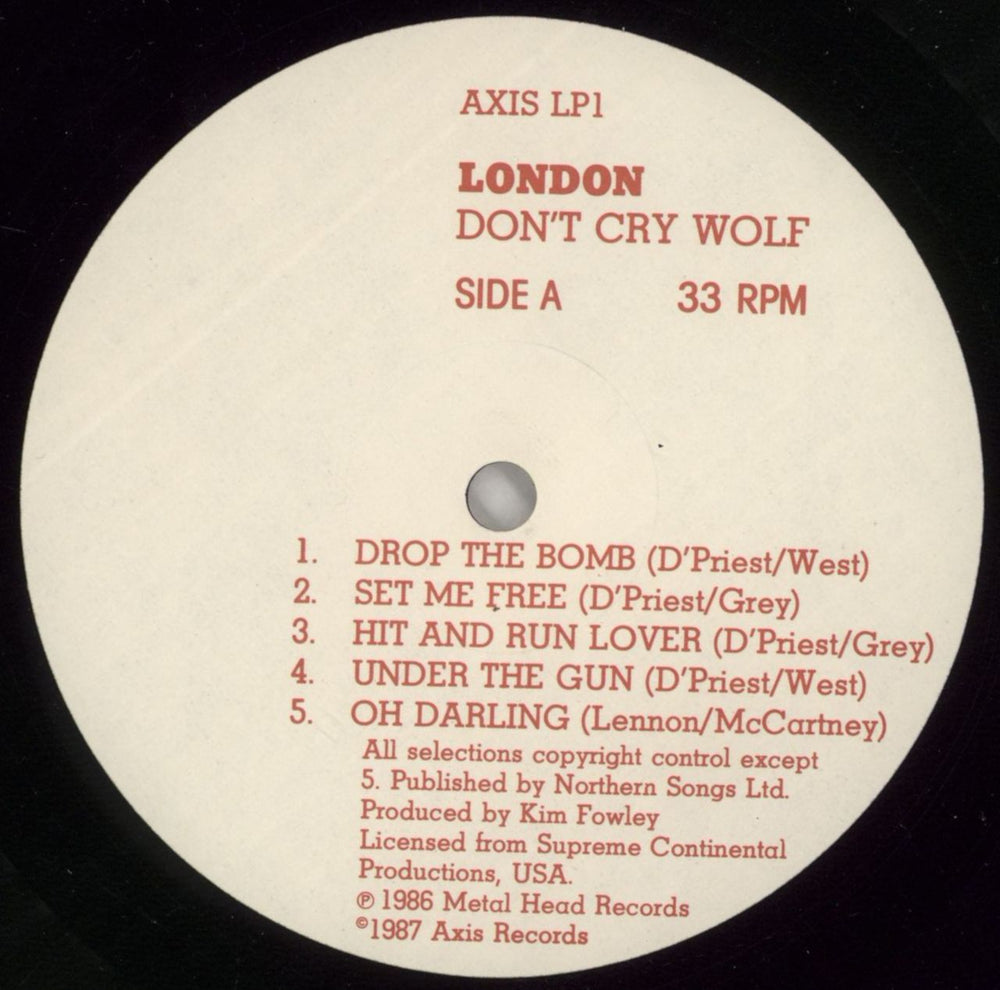 AXIS LP1
LONDON
DON'T CRY WOLF
SIDE A 33 RPM
1. DROP THE BOMB (D'Priest/West)
2. SET ME FREE (D'Priest/Grey)
3. HIT AND RUN LOVER (D'Priest/Grey)
4. UNDER THE GUN (D'Priest/West)
5. OH DARLING (Lennon/McCartney)
All selections copyright control except
5. Published by Northern Songs Ltd.
Produced by Kim Fowley
Licensed from Supreme Continental
Productions, USA.
℗ 1986 Metal Head Records
©1987 Axis Records